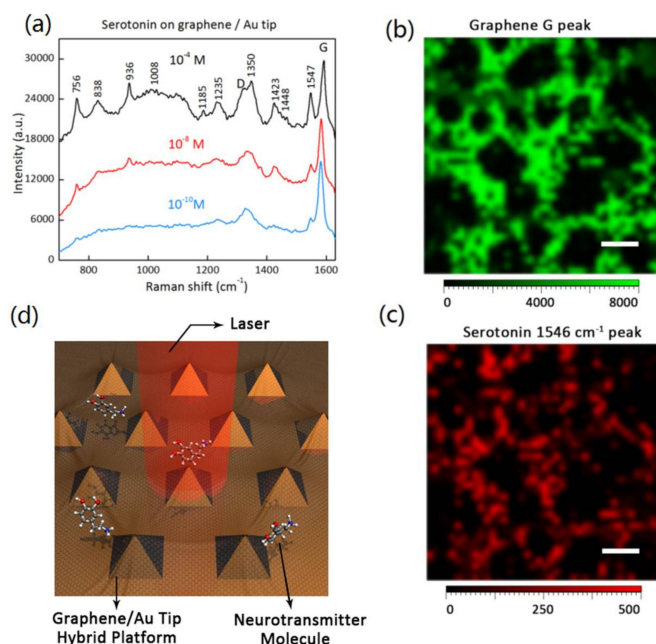 (a)
Serotonin on graphene / Au tip
Intensity (a.u.)
30000
24000
18000
12000
6000
0
756
838
936
1008
10⁻⁴ M
1185
1235
D
1350
1423
1448
1547
G
10⁻⁸ M
10⁻¹⁰M
800 1000 1200 1400 1600
Raman shift (cm⁻¹)
(b)
Graphene G peak
0 4000 8000
(c)
Serotonin 1546 cm⁻¹ peak
0 250 500
(d)
Laser
Graphene/Au Tip
Hybrid Platform
Neurotransmitter
Molecule